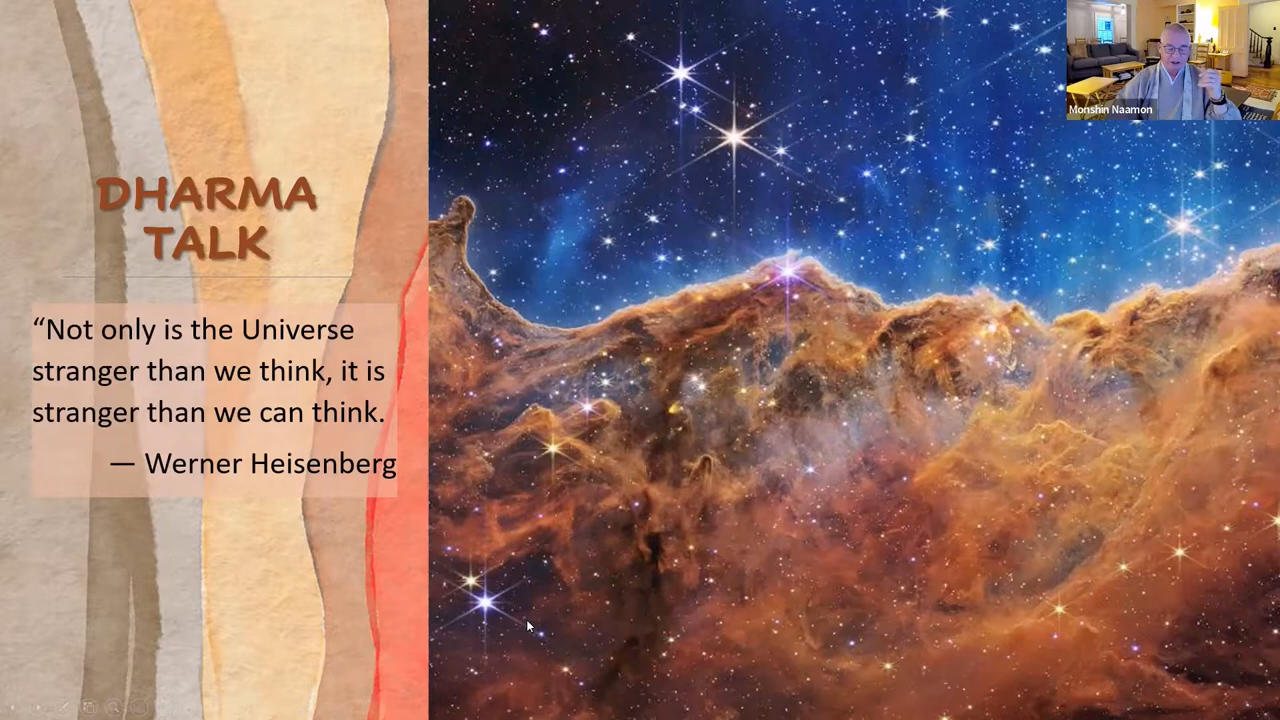 DHARMA
TALK
“Not only is the Universe
stranger than we think, it is
stranger than we can think.
— Werner Heisenberg
Monshin Naamon